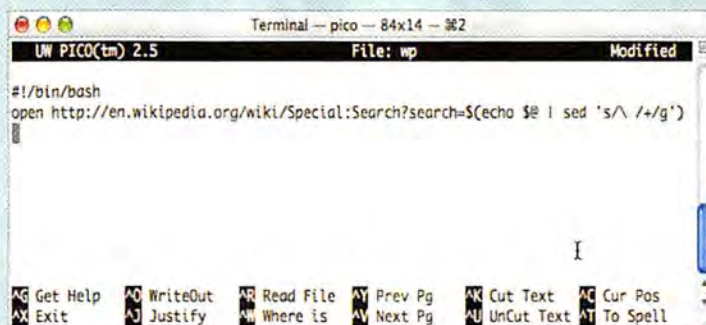 Terminal — pico — 84x14 — ⌘2
UW PICO(tm) 2.5 File: wp Modified
#!/bin/bash
open http://en.wikipedia.org/wiki/Special:Search?search=$(echo $@ | sed 's/\ /+/g')
^G Get Help ^O WriteOut ^R Read File ^Y Prev Pg ^K Cut Text ^C Cur Pos
^X Exit ^J Justify ^W Where is ^V Next Pg ^U UnCut Text ^T To Spell